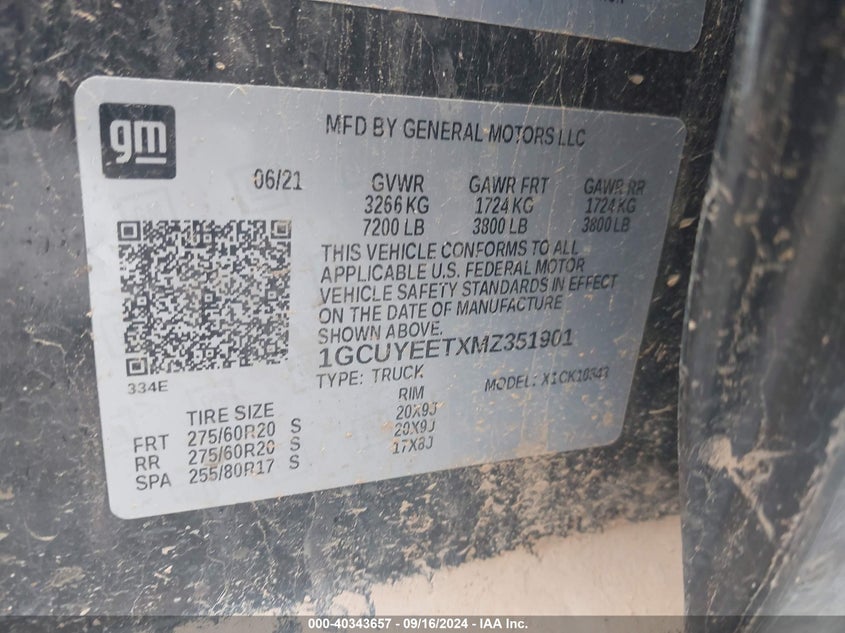 gm
MFD BY GENERAL MOTORS LLC
06/21 GVWR GAWR FRT GAWR RR
3266 KG 1724 KG 1724 KG
7200 LB 3800 LB 3800 LB
THIS VEHICLE CONFORMS TO ALL
APPLICABLE U.S. FEDERAL MOTOR
VEHICLE SAFETY STANDARDS IN EFFECT
ON THE DATE OF MANUFACTURE
SHOWN ABOVE.
1GCUYEETXMZ351901
TYPE: TRUCK MODEL: X1CK10543
334E
TIRE SIZE RIM
FRT 275/60R20 S 20X9J
RR 275/60R20 S 20X9J
SPA 255/80R17 S 17X8J
000-40343657 - 09/16/2024 - IAA Inc.